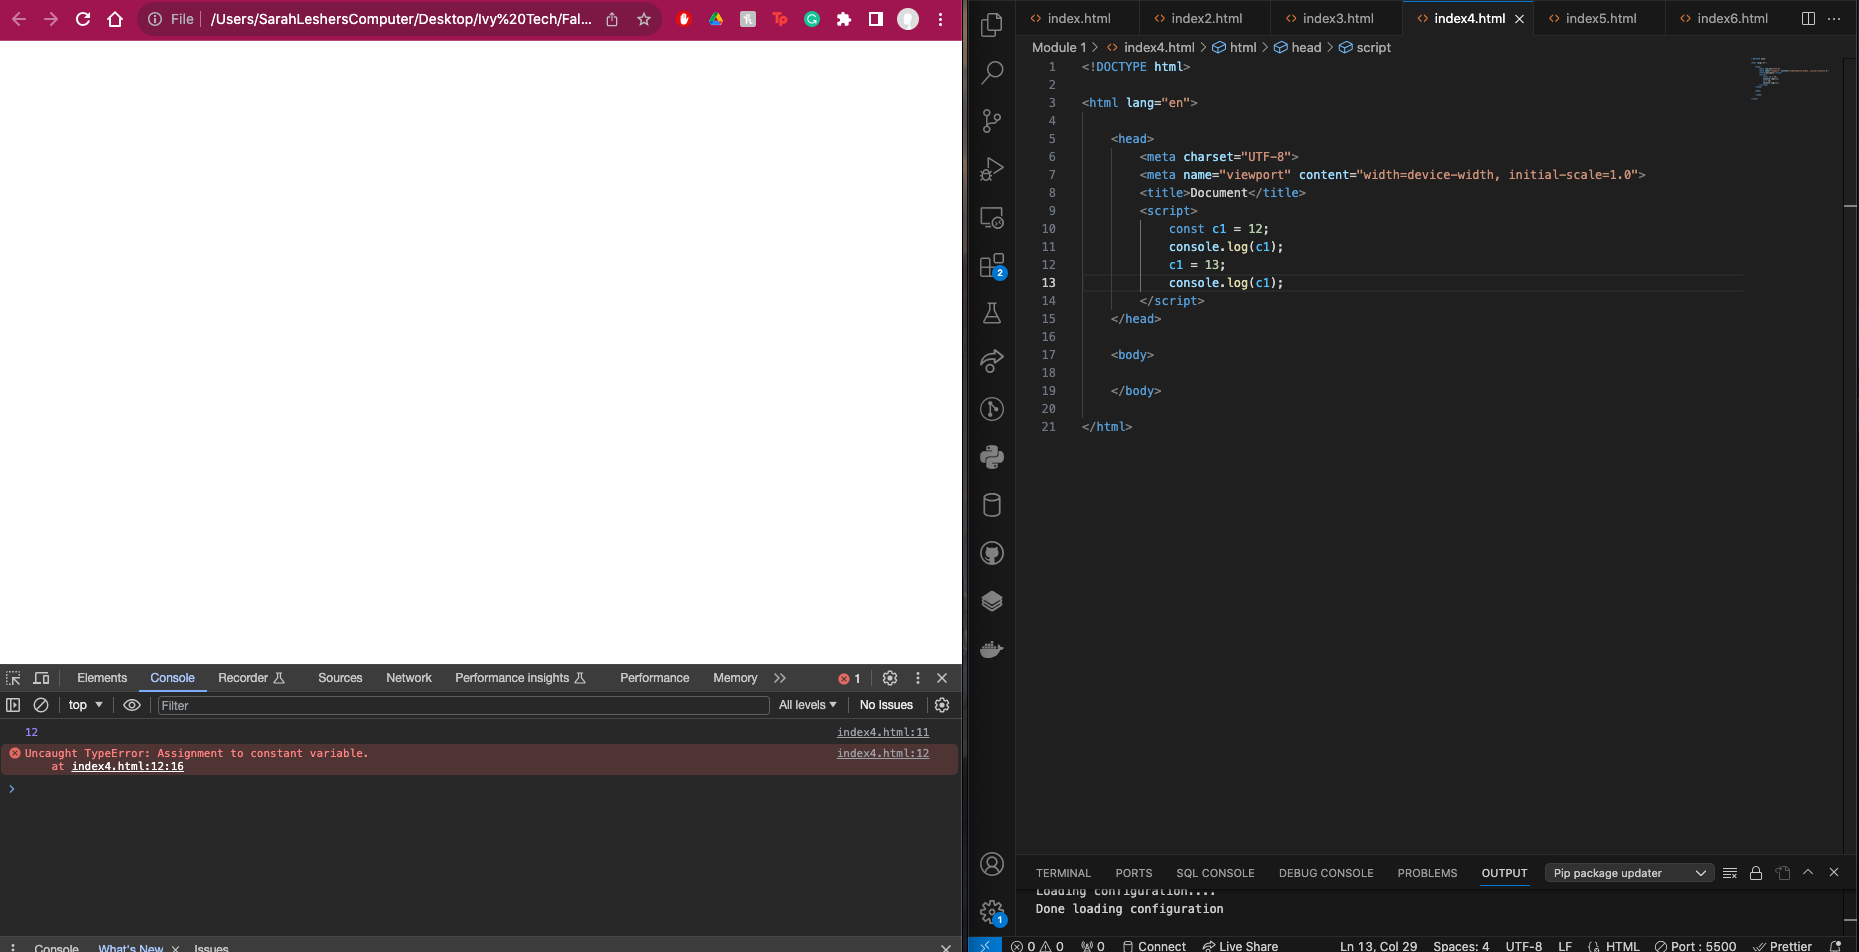 File /Users/SarahLeshersComputer/Desktop/Ivy%20Tech/Fal...
Elements Console Recorder Sources Network Performance insights Performance Memory 1
top Filter All levels No Issues
12 index4.html:11
Uncaught TypeError: Assignment to constant variable. index4.html:12
at index4.html:12:16
Console What's New Issues
index.html index2.html index3.html index4.html index5.html index6.html
Module 1 > index4.html > html > head > script
1 <!DOCTYPE html>
2
3 <html lang="en">
4
5 <head>
6 <meta charset="UTF-8">
7 <meta name="viewport" content="width=device-width, initial-scale=1.0">
8 <title>Document</title>
9 <script>
10 const c1 = 12;
11 console.log(c1);
12 c1 = 13;
13 console.log(c1);
14 </script>
15 </head>
16
17 <body>
18
19 </body>
20
21 </html>
2
TERMINAL PORTS SQL CONSOLE DEBUG CONSOLE PROBLEMS OUTPUT Pip package updater
Loading configuration....
Done loading configuration
1
0 0 0 Connect Live Share Ln 13, Col 29 Spaces: 4 UTF-8 LF HTML Port : 5500 Prettier